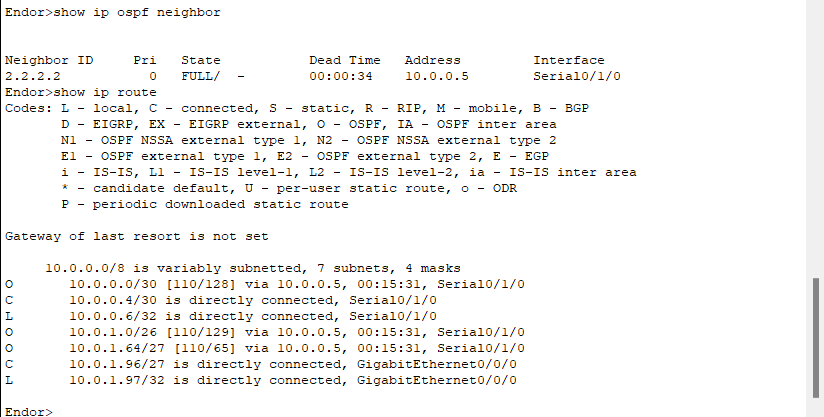 Endor>show ip ospf neighbor
Neighbor ID     Pri   State           Dead Time   Address         Interface
2.2.2.2           0   FULL/  -        00:00:34    10.0.0.5        Serial0/1/0
Endor>show ip route
Codes: L - local, C - connected, S - static, R - RIP, M - mobile, B - BGP
       D - EIGRP, EX - EIGRP external, O - OSPF, IA - OSPF inter area
       N1 - OSPF NSSA external type 1, N2 - OSPF NSSA external type 2
       E1 - OSPF external type 1, E2 - OSPF external type 2, E - EGP
       i - IS-IS, L1 - IS-IS level-1, L2 - IS-IS level-2, ia - IS-IS inter area
       * - candidate default, U - per-user static route, o - ODR
       P - periodic downloaded static route
Gateway of last resort is not set
     10.0.0.0/8 is variably subnetted, 7 subnets, 4 masks
O       10.0.0.0/30 [110/128] via 10.0.0.5, 00:15:31, Serial0/1/0
C       10.0.0.4/30 is directly connected, Serial0/1/0
L       10.0.0.6/32 is directly connected, Serial0/1/0
O       10.0.1.0/26 [110/129] via 10.0.0.5, 00:15:31, Serial0/1/0
O       10.0.1.64/27 [110/65] via 10.0.0.5, 00:15:31, Serial0/1/0
C       10.0.1.96/27 is directly connected, GigabitEthernet0/0/0
L       10.0.1.97/32 is directly connected, GigabitEthernet0/0/0
Endor>